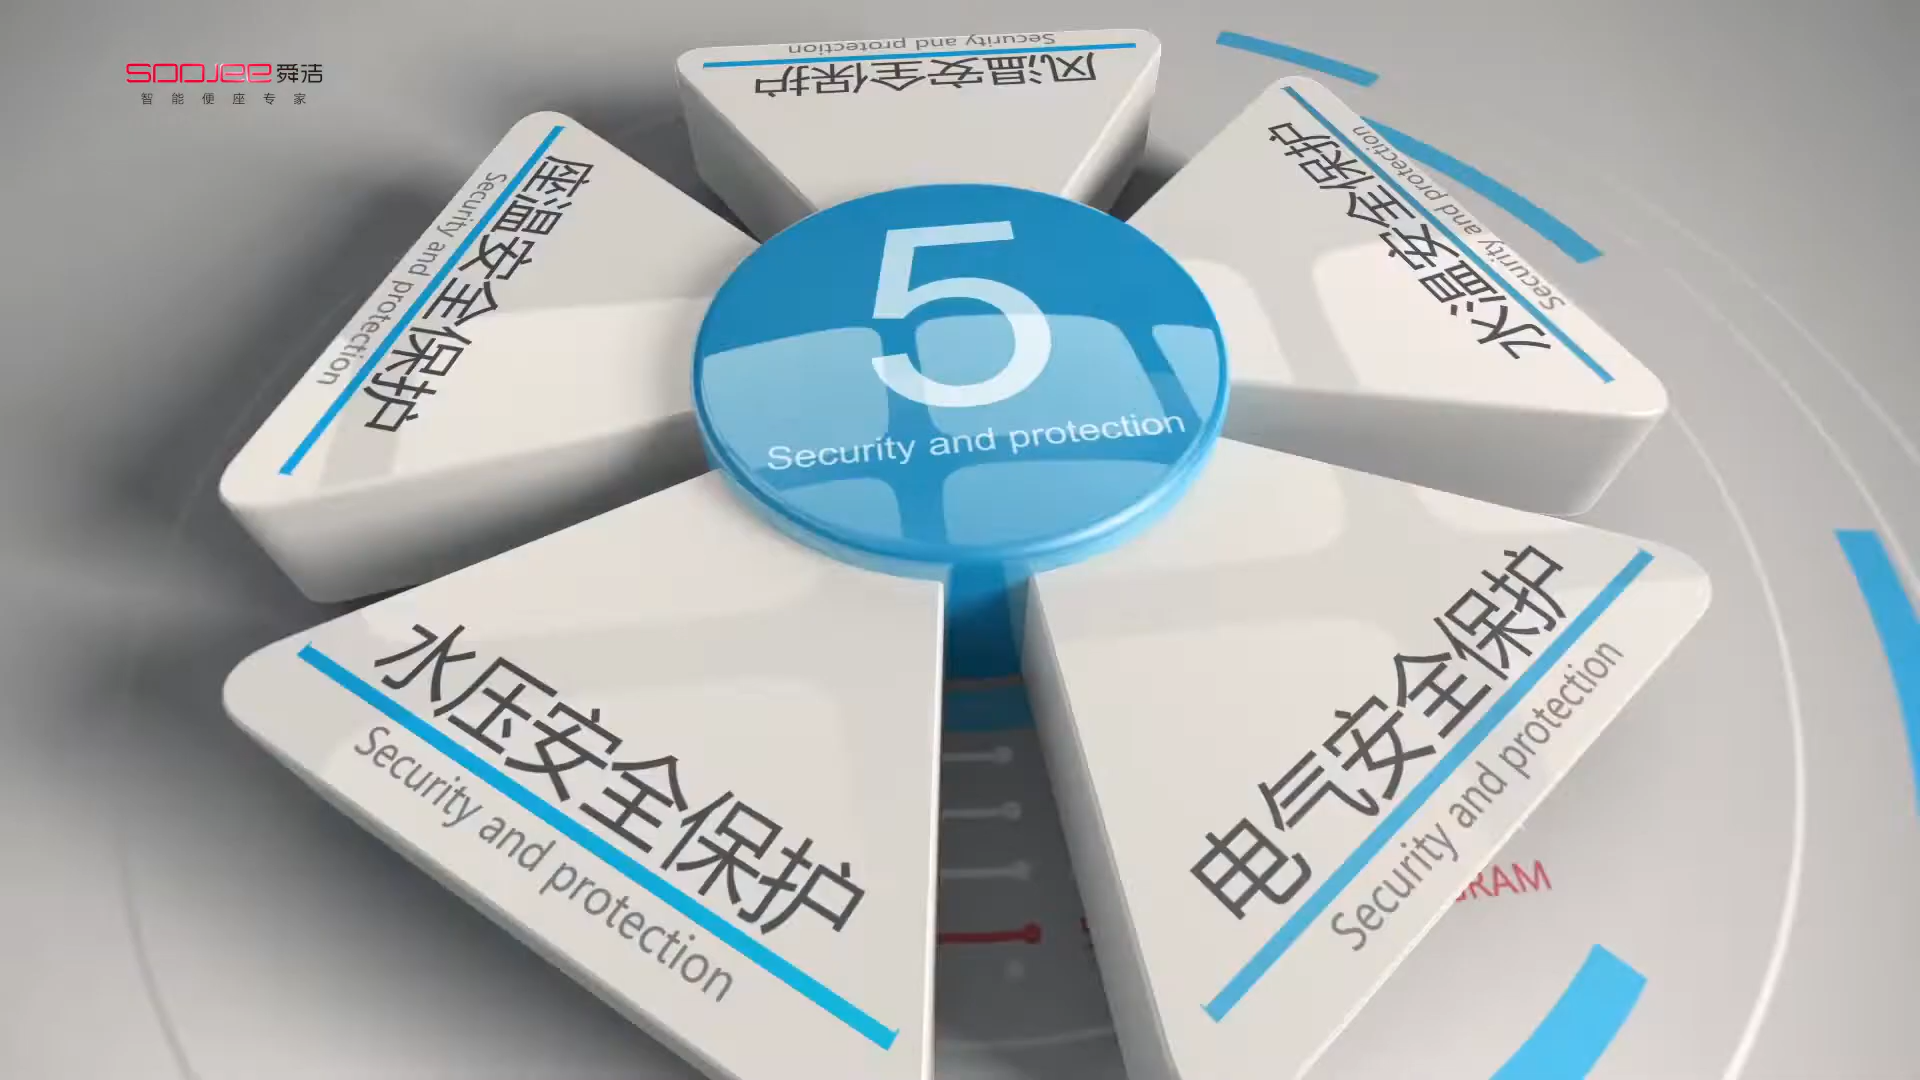 SOOJEE舜洁
智能便座专家
Security and protection
风温安全保护
座温安全保护
Security and protection
水温安全保护
Security and protection
5
Security and protection
水压安全保护
Security and protection
电气安全保护
Security and protection
RAM